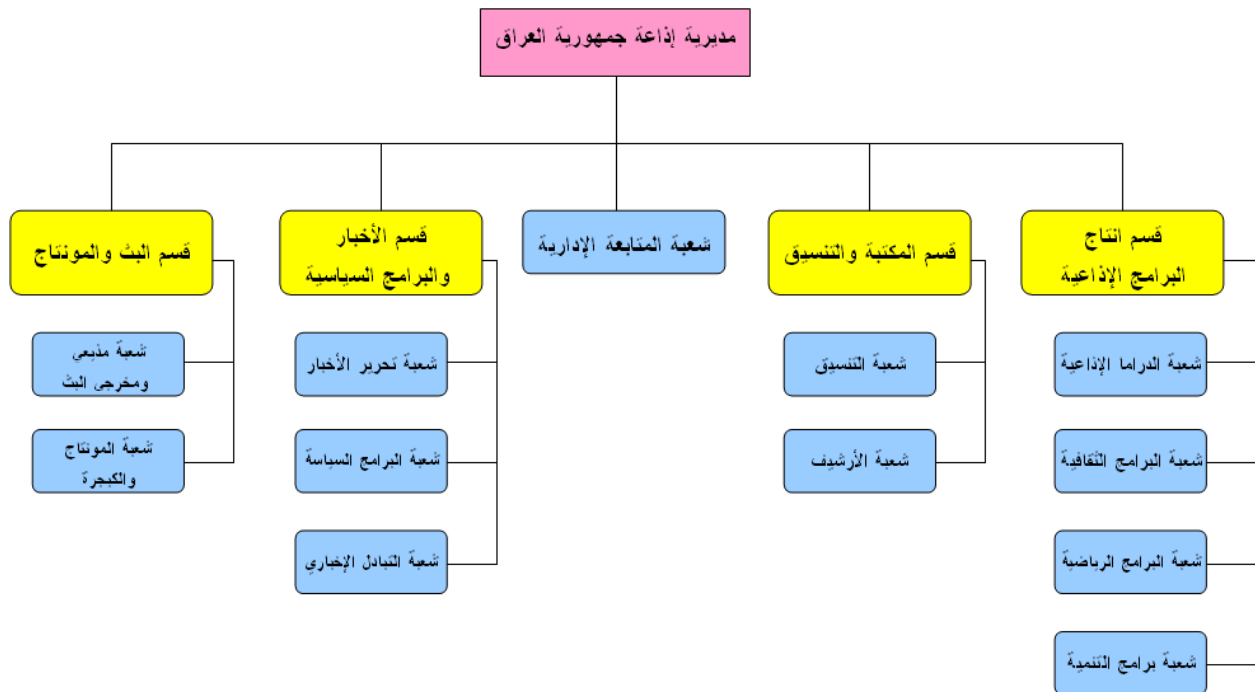 مديرية إذاعة جمهورية العراق
قسم انتاج
البرامج الإذاعية
قسم المكتبة والتنسيق
شعبة المتابعة الإدارية
قسم الأخبار
والبرامج السياسية
قسم البث والمونتاج
شعبة الدراما الإذاعية
شعبة التنسيق
شعبة تحرير الأخبار
شعبة مذيعي
ومخرجي البث
شعبة البرامج الثقافية
شعبة الأرشيف
شعبة البرامج السياسة
شعبة المونتاج
والكبجرة
شعبة البرامج الرياضية
شعبة التبادل الإخباري
شعبة برامج التنمية